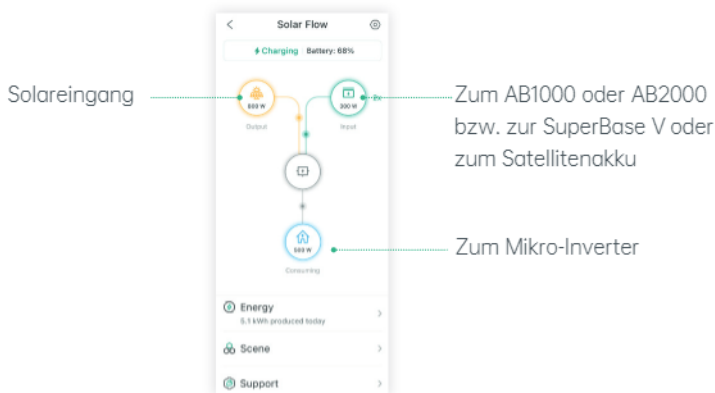 Solar Flow
Charging Battery: 68%
Solareingang
800 W
300 W
2x
Zum AB1000 oder AB2000
bzw. zur SuperBase V oder
zum Satellitenakku
Output
Input
500 W
Zum Mikro-Inverter
Consuming
Energy
5.1 kWh produced today
Scene
Support